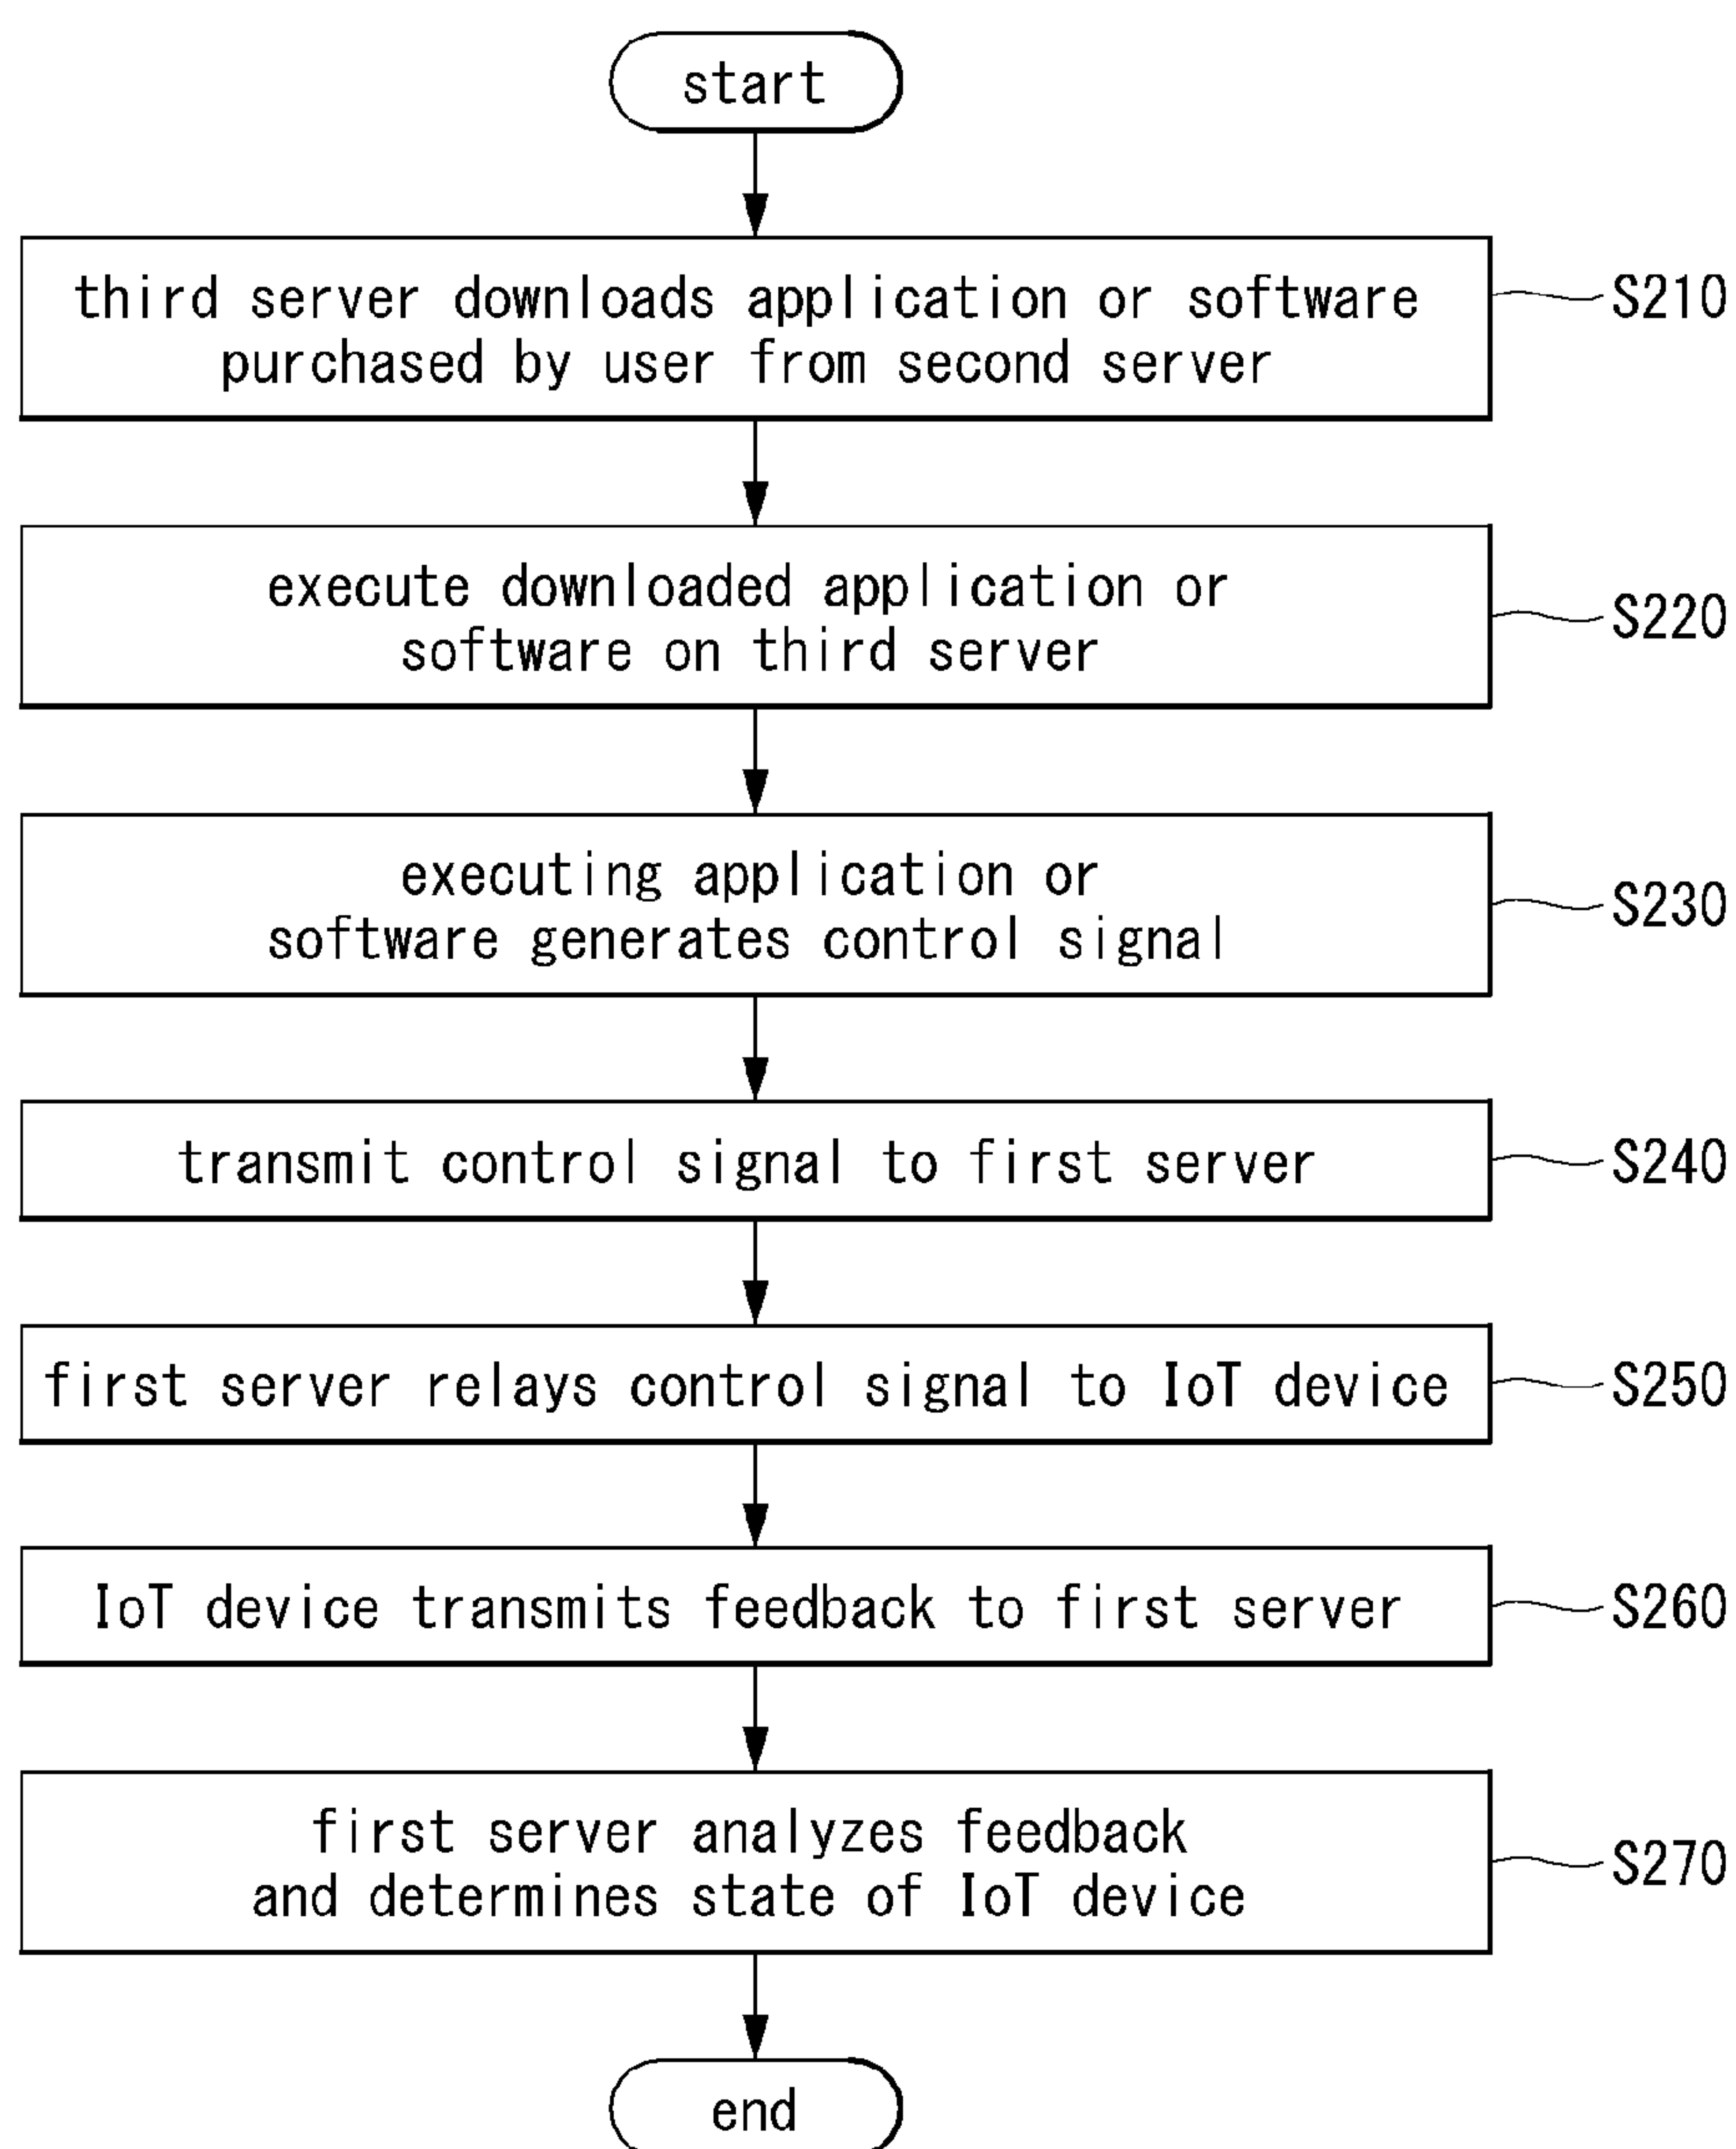 start
third server downloads application or software
purchased by user from second server
S210
execute downloaded application or
software on third server
S220
executing application or
software generates control signal
S230
transmit control signal to first server
S240
first server relays control signal to IoT device
S250
IoT device transmits feedback to first server
S260
first server analyzes feedback
and determines state of IoT device
S270
end